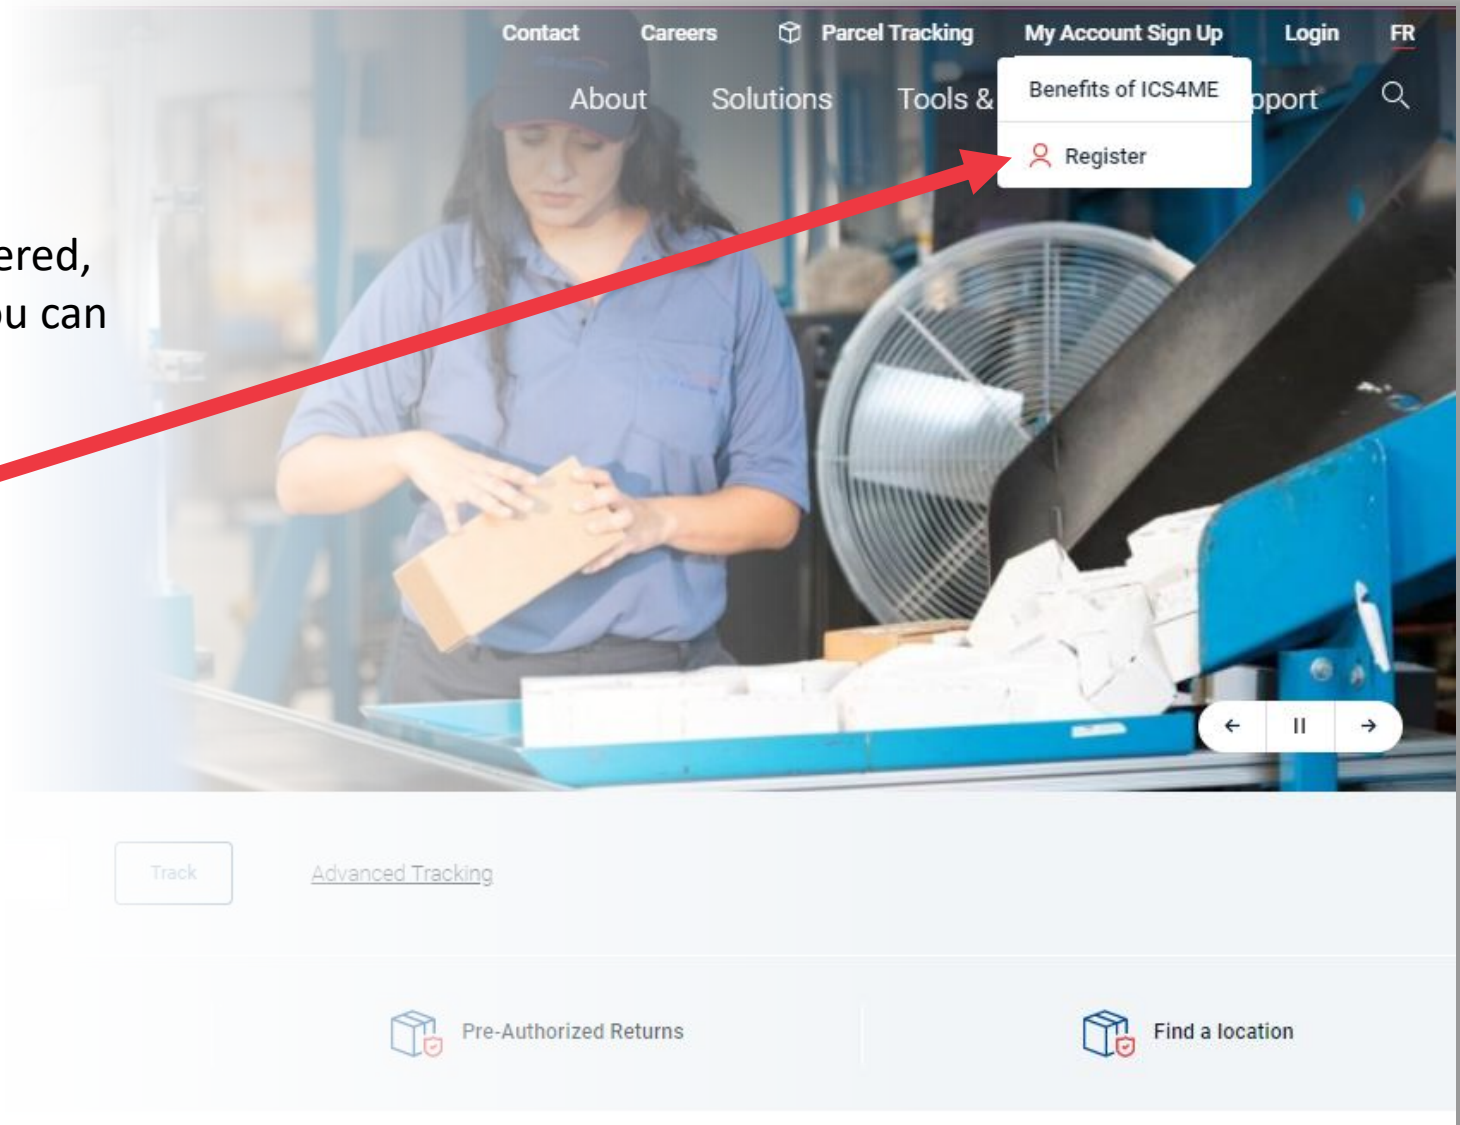 Contact Careers Parcel Tracking My Account Sign Up Login FR
About Solutions Tools & pport
Benefits of ICS4ME
Register
ered,
ou can
Track Advanced Tracking
Pre-Authorized Returns Find a location